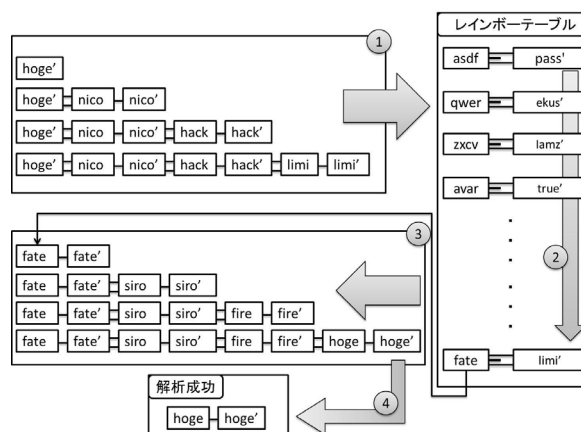 ①
hoge’
hoge’ nico nico’
hoge’ nico nico’ hack hack’
hoge’ nico nico’ hack hack’ limi limi’
レインボーテーブル
asdf pass'
qwer ekus’
zxcv lamz’
avar true’
②
fate limi’
③
fate fate’
fate fate’ siro siro’
fate fate’ siro siro’ fire fire’
fate fate’ siro siro’ fire fire’ hoge hoge’
④
解析成功
hoge hoge’